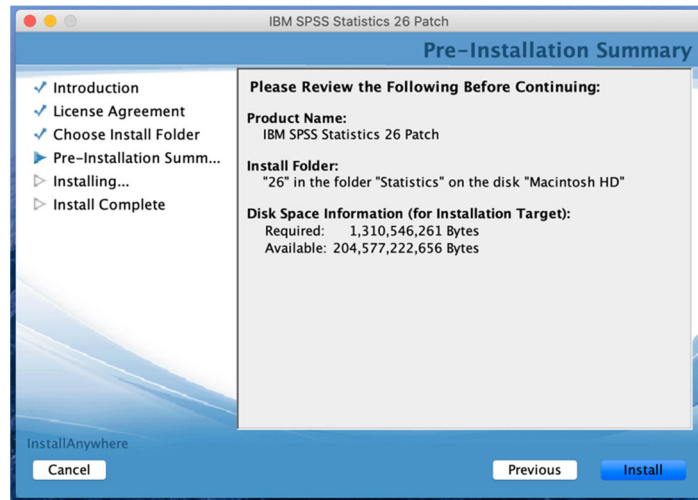 IBM SPSS Statistics 26 Patch
Pre-Installation Summary
Introduction
License Agreement
Choose Install Folder
Pre-Installation Summ...
Installing...
Install Complete
Please Review the Following Before Continuing:
Product Name:
IBM SPSS Statistics 26 Patch
Install Folder:
"26" in the folder "Statistics" on the disk "Macintosh HD"
Disk Space Information (for Installation Target):
Required: 1,310,546,261 Bytes
Available: 204,577,222,656 Bytes
InstallAnywhere
Cancel
Previous
Install